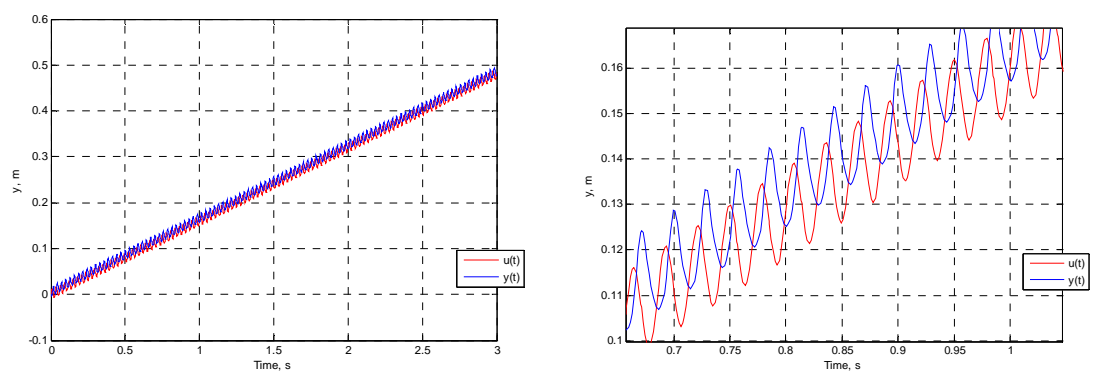 0.6
0.5
0.4
0.3
0.2
0.1
0
-0.1
y, m
0 0.5 1 1.5 2 2.5 3
Time, s
u(t)
y(t)
0.16
0.15
0.14
0.13
0.12
0.11
0.1
y, m
0.7 0.75 0.8 0.85 0.9 0.95 1
Time, s
u(t)
y(t)